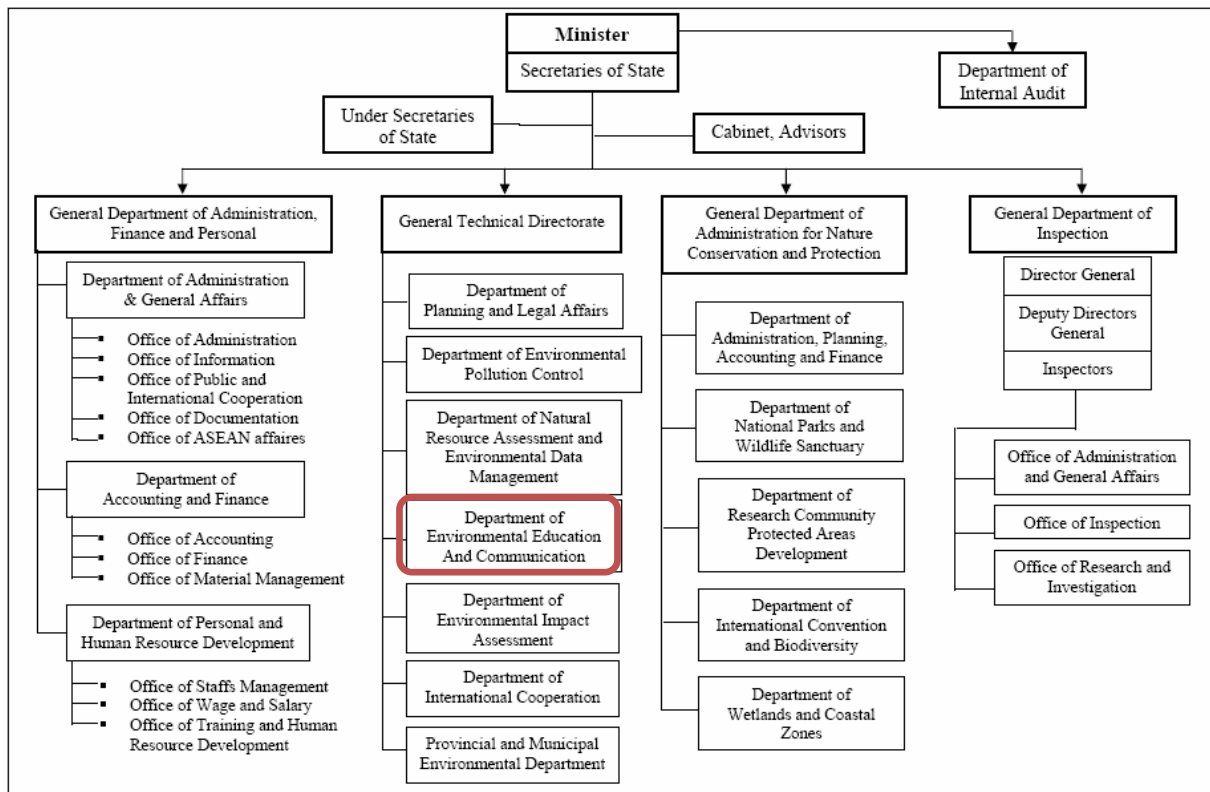 Minister
Secretaries of State
Department of
Internal Audit
Under Secretaries
of State
Cabinet, Advisors
General Department of Administration,
Finance and Personal
Department of Administration
& General Affairs
Office of Administration
Office of Information
Office of Public and
International Cooperation
Office of Documentation
Office of ASEAN affaires
Department of
Accounting and Finance
Office of Accounting
Office of Finance
Office of Material Management
Department of Personal and
Human Resource Development
Office of Staffs Management
Office of Wage and Salary
Office of Training and Human
Resource Development
General Technical Directorate
Department of
Planning and Legal Affairs
Department of Environmental
Pollution Control
Department of Natural
Resource Assessment and
Environmental Data
Management
Department of
Environmental Education
And Communication
Department of
Environmental Impact
Assessment
Department of
International Cooperation
Provincial and Municipal
Environmental Department
General Department of
Administration for Nature
Conservation and Protection
Department of
Administration, Planning,
Accounting and Finance
Department of
National Parks and
Wildlife Sanctuary
Department of
Research Community
Protected Areas
Development
Department of
International Convention
and Biodiversity
Department of
Wetlands and Coastal
Zones
General Department of
Inspection
Director General
Deputy Directors
General
Inspectors
Office of Administration
and General Affairs
Office of Inspection
Office of Research and
Investigation